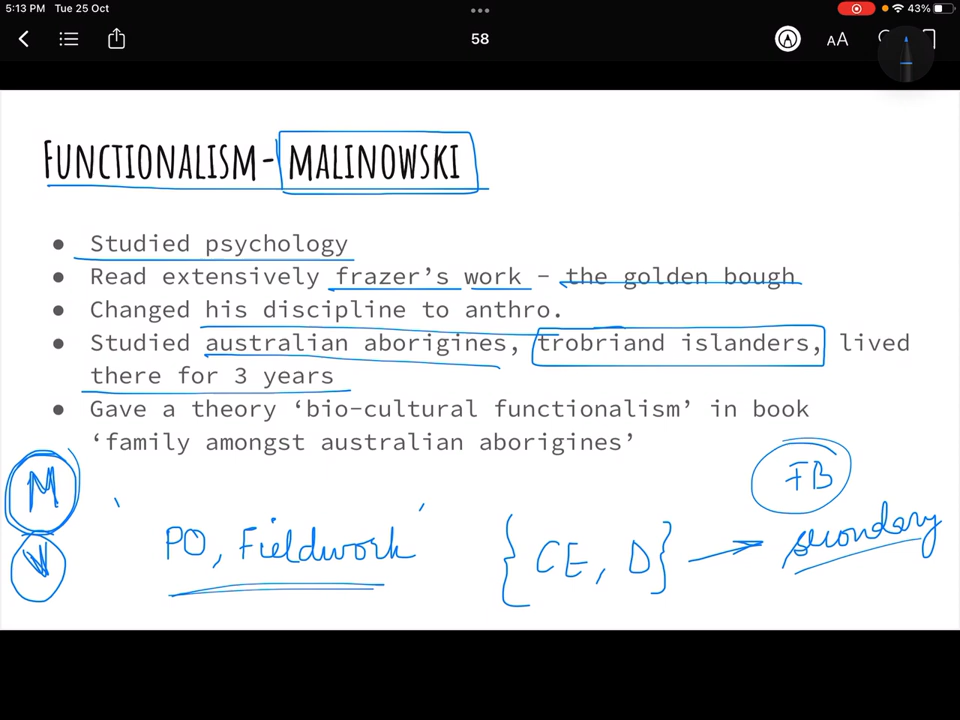 5:13 PM Tue 25 Oct 43%
58 AA
FUNCTIONALISM- MALINOWSKI
● Studied psychology
● Read extensively frazer's work - the golden bough
● Changed his discipline to anthro.
● Studied australian aborigines, trobriand islanders, lived
there for 3 years
● Gave a theory 'bio-cultural functionalism' in book
'family amongst australian aborigines'
M FB
' PO, Fieldwork ' {CE, D} → secondary